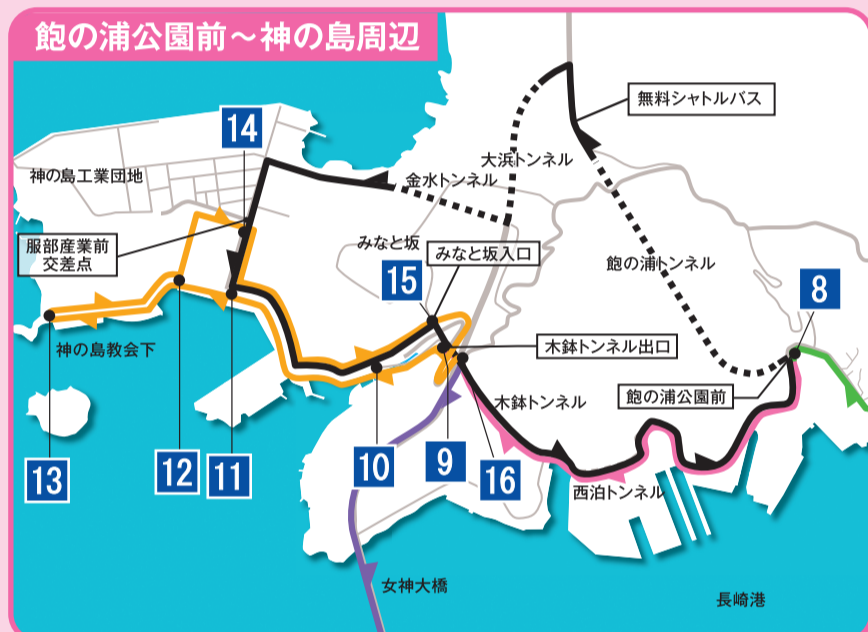 飽の浦公園前～神の島周辺
無料シャトルバス
14
大浜トンネル
神の島工業団地
金水トンネル
服部産業前
交差点
みなと坂
みなと坂入口
飽の浦トンネル
15
8
12
木鉢トンネル出口
神の島教会下
木鉢トンネル
飽の浦公園前
13
11
10
9
16
西泊トンネル
女神大橋
長崎港